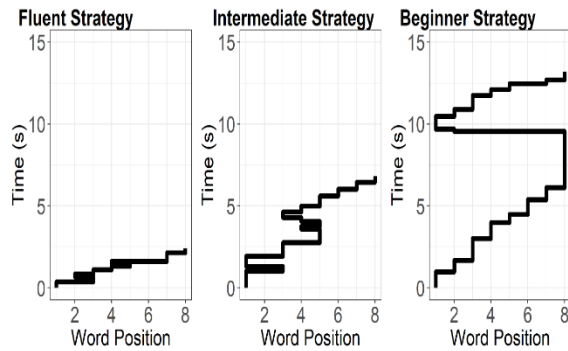 Fluent Strategy
Intermediate Strategy
Beginner Strategy
15
10
5
0
Time (s)
2 4 6 8
Word Position
15
10
5
0
Time (s)
2 4 6 8
Word Position
15
10
5
0
Time (s)
2 4 6 8
Word Position